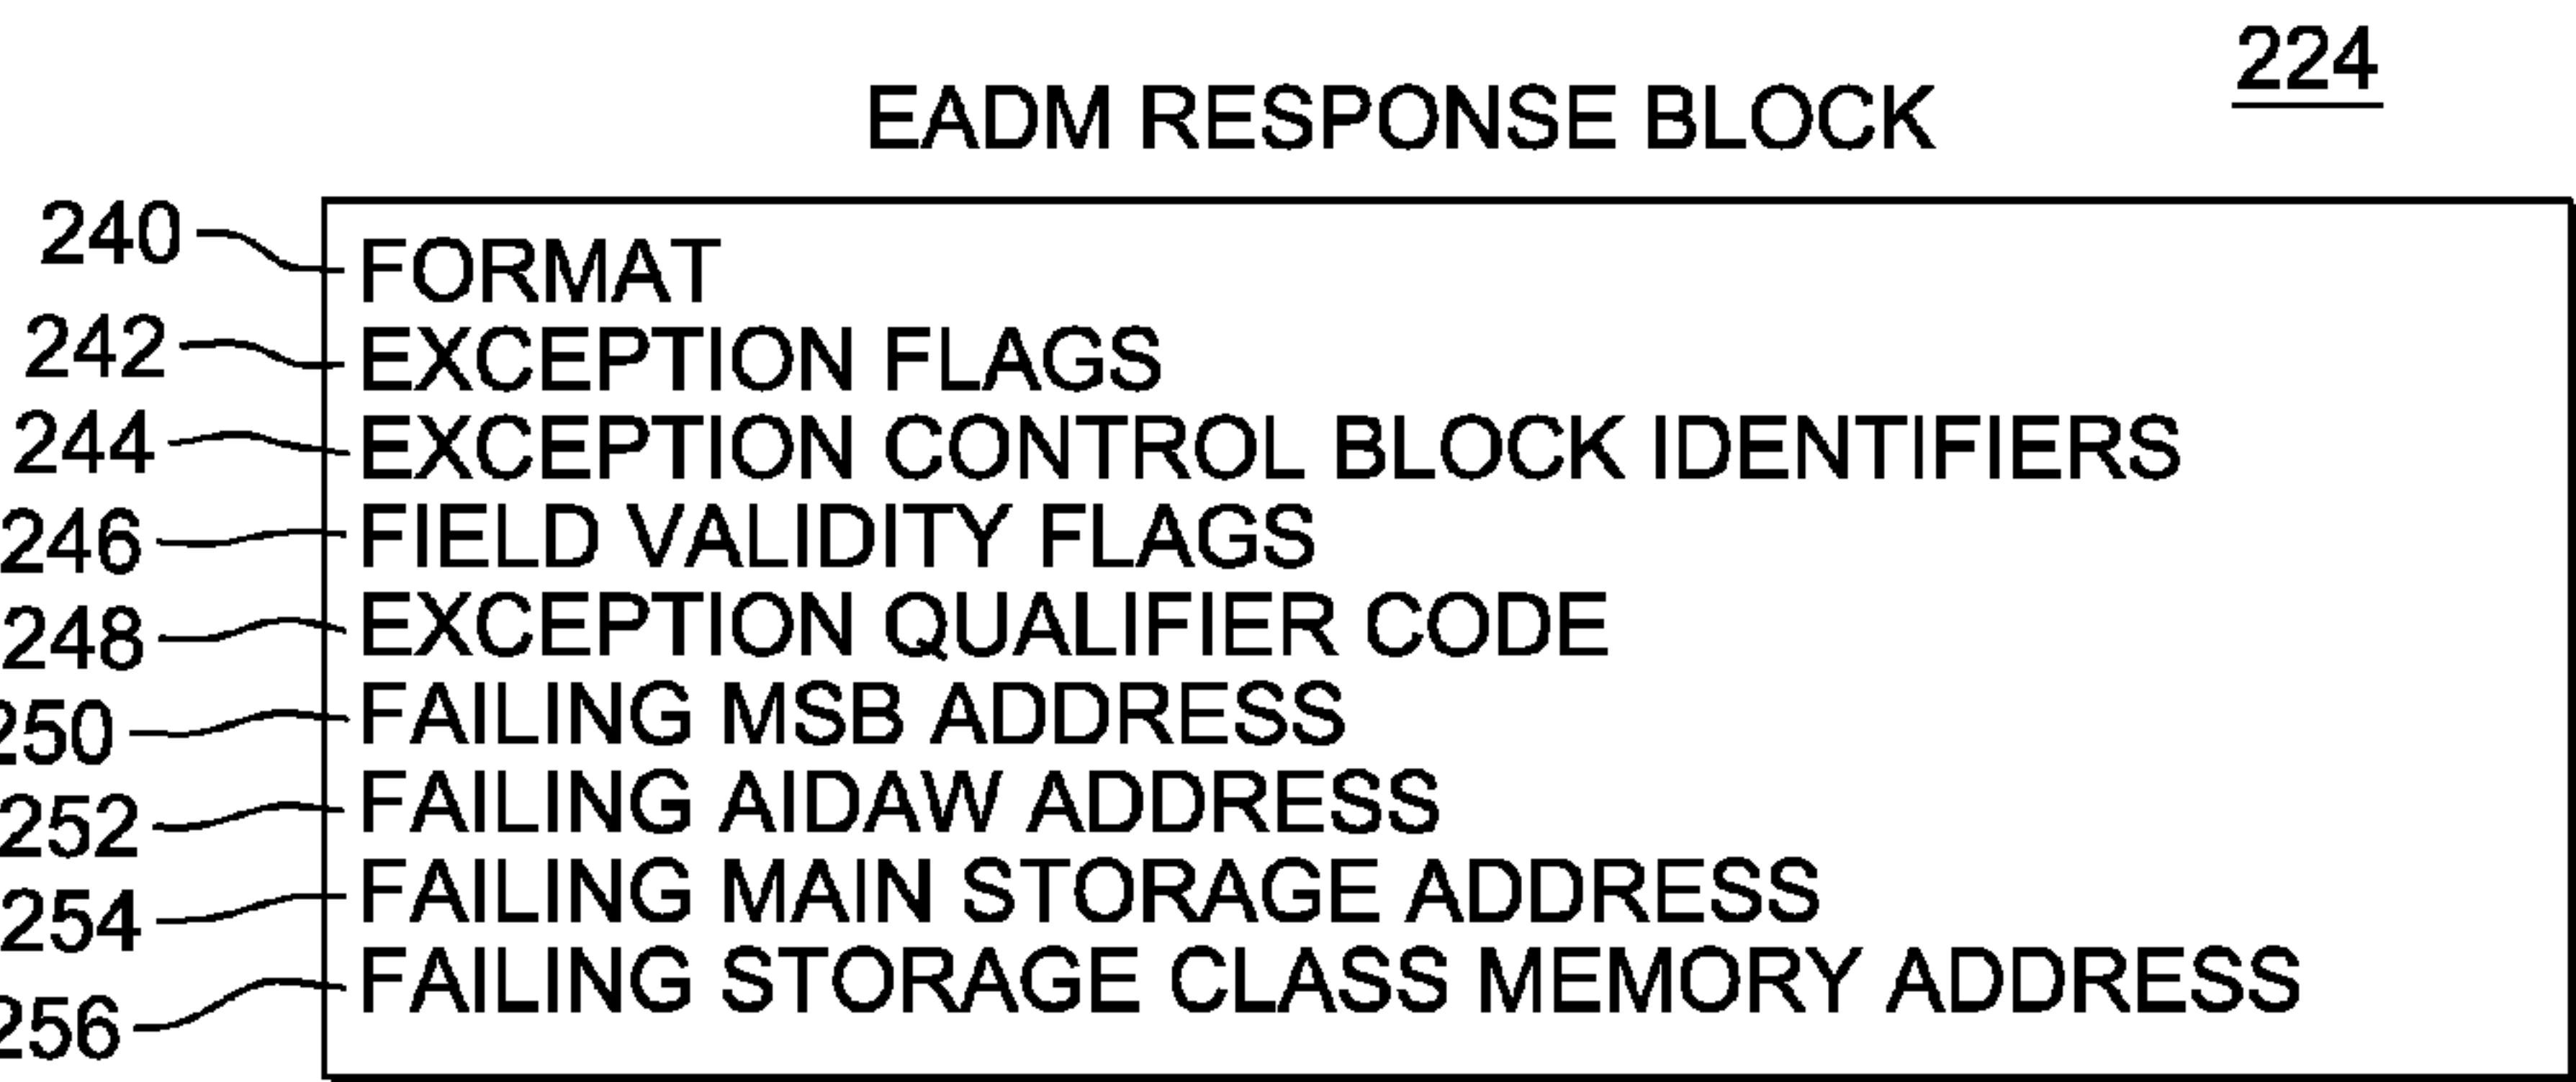 224
EADM RESPONSE BLOCK
240 FORMAT
242 EXCEPTION FLAGS
244 EXCEPTION CONTROL BLOCK IDENTIFIERS
246 FIELD VALIDITY FLAGS
248 EXCEPTION QUALIFIER CODE
250 FAILING MSB ADDRESS
252 FAILING AIDAW ADDRESS
254 FAILING MAIN STORAGE ADDRESS
256 FAILING STORAGE CLASS MEMORY ADDRESS